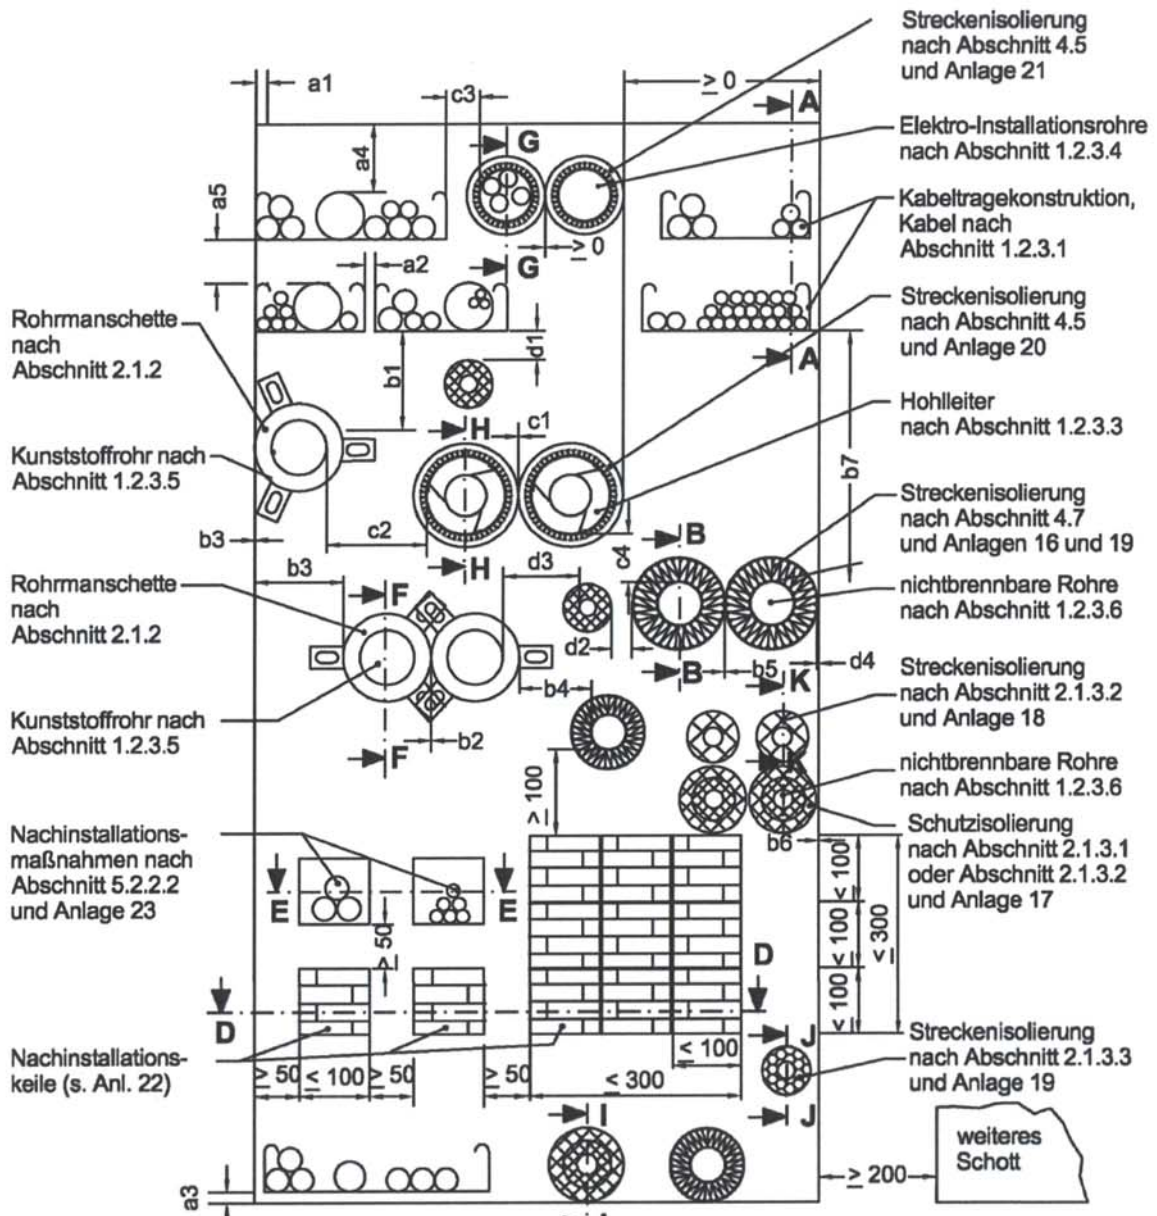 Streckenisolierung
nach Abschnitt 4.5
und Anlage 21
a1
c3
≥ 0
A
G
Elektro-Installationsrohre
nach Abschnitt 1.2.3.4
a4
a5
Kabeltragekonstruktion,
Kabel nach
Abschnitt 1.2.3.1
≥ 0
a2
G
Streckenisolierung
nach Abschnitt 4.5
und Anlage 20
Rohrmanschette
nach
Abschnitt 2.1.2
d1
b1
A
Hohlleiter
nach Abschnitt 1.2.3.3
H
c1
Kunststoffrohr nach
Abschnitt 1.2.3.5
b7
Streckenisolierung
nach Abschnitt 4.7
und Anlagen 16 und 19
b3
c2
c4
B
H
d3
b3
Rohrmanschette
nach
Abschnitt 2.1.2
F
nichtbrennbare Rohre
nach Abschnitt 1.2.3.6
d2
B
b5
d4
K
b4
Streckenisolierung
nach Abschnitt 2.1.3.2
und Anlage 18
Kunststoffrohr nach
Abschnitt 1.2.3.5
F
b2
K
nichtbrennbare Rohre
nach Abschnitt 1.2.3.6
≥ 100
b6
Schutzisolierung
nach Abschnitt 2.1.3.1
oder Abschnitt 2.1.3.2
und Anlage 17
Nachinstallations-
maßnahmen nach
Abschnitt 5.2.2.2
und Anlage 23
E
E
≥ 50
≤ 100
≤ 100
≤ 100
≤ 300
D
D
J
Streckenisolierung
nach Abschnitt 2.1.3.3
und Anlage 19
Nachinstallations-
keile (s. Anl. 22)
≥ 50
≤ 100
≥ 50
≥ 50
≤ 300
≤ 100
I
J
weiteres
Schott
≥ 200
a3